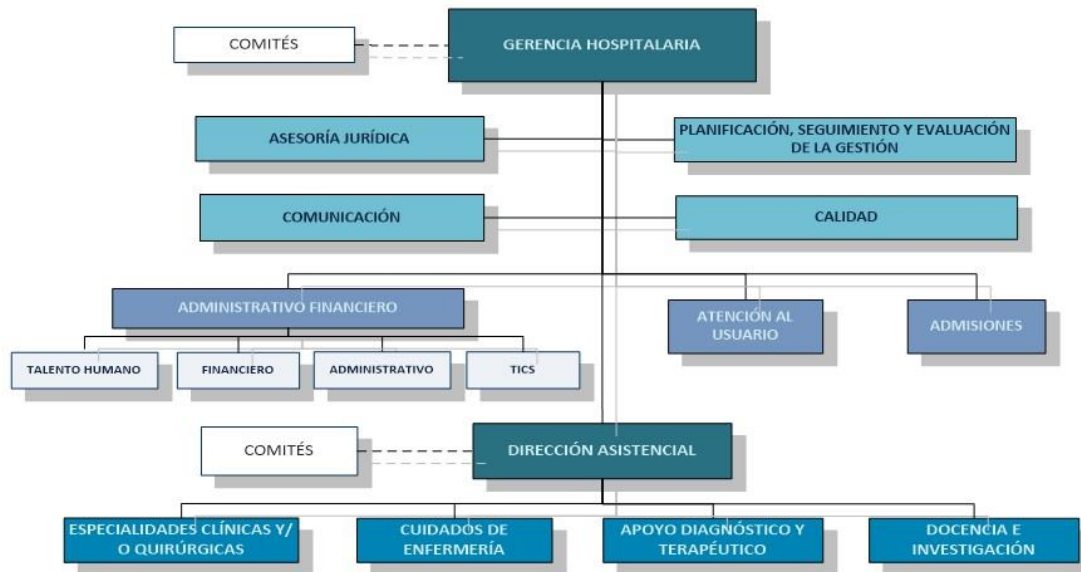 COMITÉS
GERENCIA HOSPITALARIA
ASESORÍA JURÍDICA
PLANIFICACIÓN, SEGUIMIENTO Y EVALUACIÓN
DE LA GESTIÓN
COMUNICACIÓN
CALIDAD
ADMINISTRATIVO FINANCIERO
ATENCIÓN AL
USUARIO
ADMISIONES
TALENTO HUMANO
FINANCIERO
ADMINISTRATIVO
TICS
COMITÉS
DIRECCIÓN ASISTENCIAL
ESPECIALIDADES CLÍNICAS Y/
O QUIRÚRGICAS
CUIDADOS DE
ENFERMERÍA
APOYO DIAGNÓSTICO Y
TERAPÉUTICO
DOCENCIA E
INVESTIGACIÓN